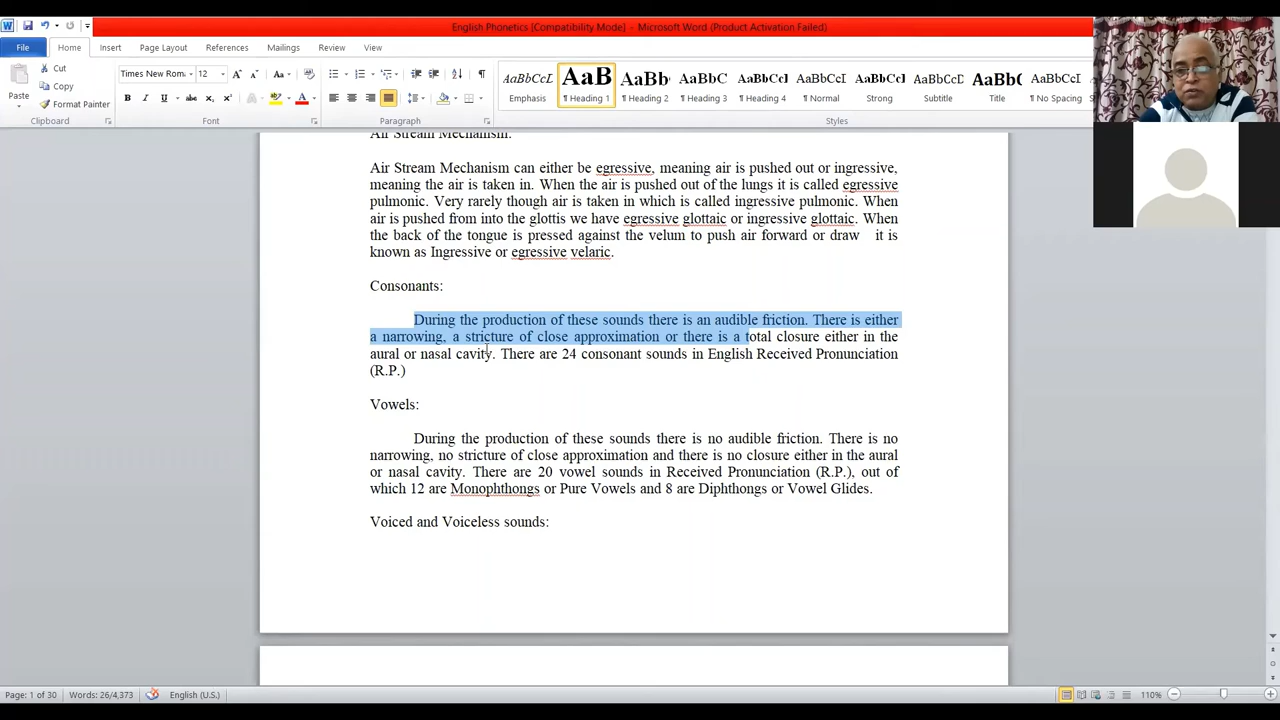 English Phonetics [Compatibility Mode] - Microsoft Word (Product Activation Failed)
File Home Insert Page Layout References Mailings Review View
Cut
Copy
Format Painter
Paste
Times New Rom 12
AaBbCcL AaB AaBb AaBbC AaBbCc AaBbCcI AaBbCcI AaBbCcDd AaB( AaBbCcI
Emphasis ¶ Heading 1 ¶ Heading 2 ¶ Heading 3 ¶ Heading 4 ¶ Normal Strong Subtitle Title ¶ No Spacing
Clipboard Font Paragraph Styles
Air Stream Mechanism.
Air Stream Mechanism can either be egressive, meaning air is pushed out or ingressive,
meaning the air is taken in. When the air is pushed out of the lungs it is called egressive
pulmonic. Very rarely though air is taken in which is called ingressive pulmonic. When
air is pushed from into the glottis we have egressive glottaic or ingressive glottaic. When
the back of the tongue is pressed against the velum to push air forward or draw it is
known as Ingressive or egressive velaric.
Consonants:
During the production of these sounds there is an audible friction. There is either
a narrowing, a stricture of close approximation or there is a total closure either in the
aural or nasal cavity. There are 24 consonant sounds in English Received Pronunciation
(R.P.)
Vowels:
During the production of these sounds there is no audible friction. There is no
narrowing, no stricture of close approximation and there is no closure either in the aural
or nasal cavity. There are 20 vowel sounds in Received Pronunciation (R.P.), out of
which 12 are Monophthongs or Pure Vowels and 8 are Diphthongs or Vowel Glides.
Voiced and Voiceless sounds:
Page: 1 of 30 Words: 26/4,373 English (U.S.) 110%